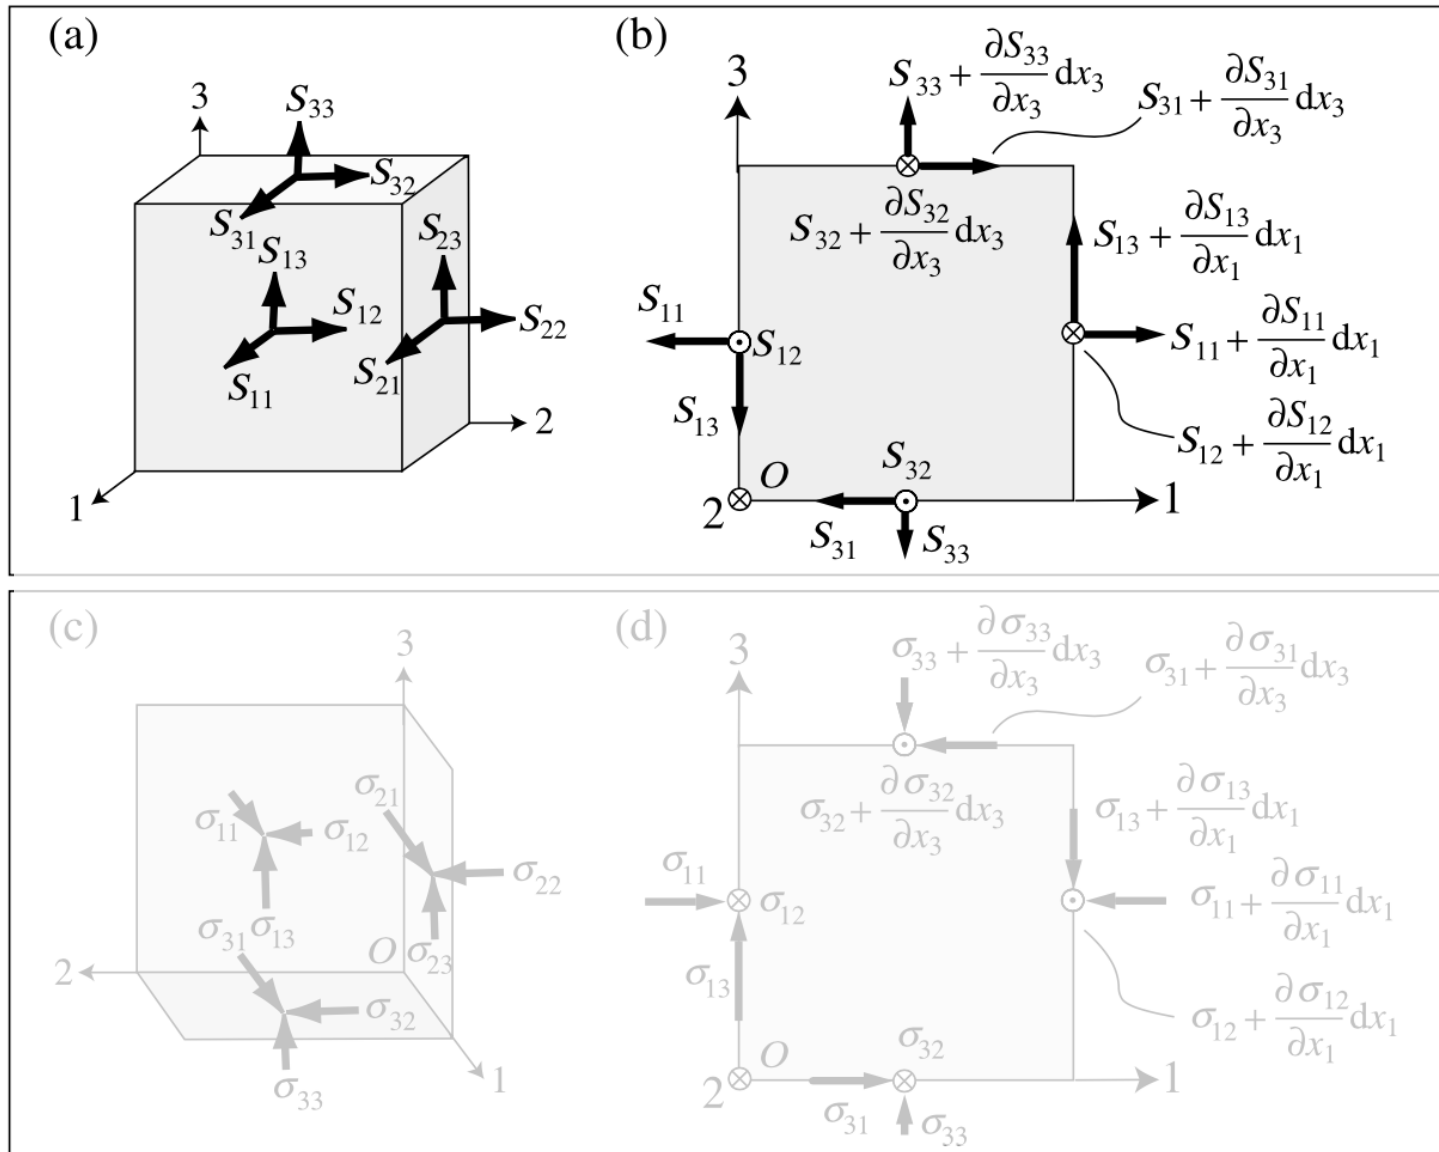 (a)
3
S₃₃
S₃₂
S₃₁
S₁₃
S₂₃
S₁₂
S₂₂
S₁₁
S₂₁
2
1
(b)
3
S₃₃ + ∂S₃₃/∂x₃ dx₃
S₃₁ + ∂S₃₁/∂x₃ dx₃
S₃₂ + ∂S₃₂/∂x₃ dx₃
S₁₃ + ∂S₁₃/∂x₁ dx₁
S₁₁
S₁₂
S₁₁ + ∂S₁₁/∂x₁ dx₁
S₁₃
S₁₂ + ∂S₁₂/∂x₁ dx₁
O
S₃₂
2
1
S₃₁
S₃₃
(c)
3
σ₂₁
σ₁₁
σ₁₂
σ₂₂
σ₃₁
σ₁₃
O
σ₂₃
2
σ₃₂
1
σ₃₃
(d)
3
σ₃₃ + ∂σ₃₃/∂x₃ dx₃
σ₃₁ + ∂σ₃₁/∂x₃ dx₃
σ₃₂ + ∂σ₃₂/∂x₃ dx₃
σ₁₃ + ∂σ₁₃/∂x₁ dx₁
σ₁₁
σ₁₂
σ₁₁ + ∂σ₁₁/∂x₁ dx₁
σ₁₃
σ₁₂ + ∂σ₁₂/∂x₁ dx₁
O
σ₃₂
2
1
σ₃₁
σ₃₃